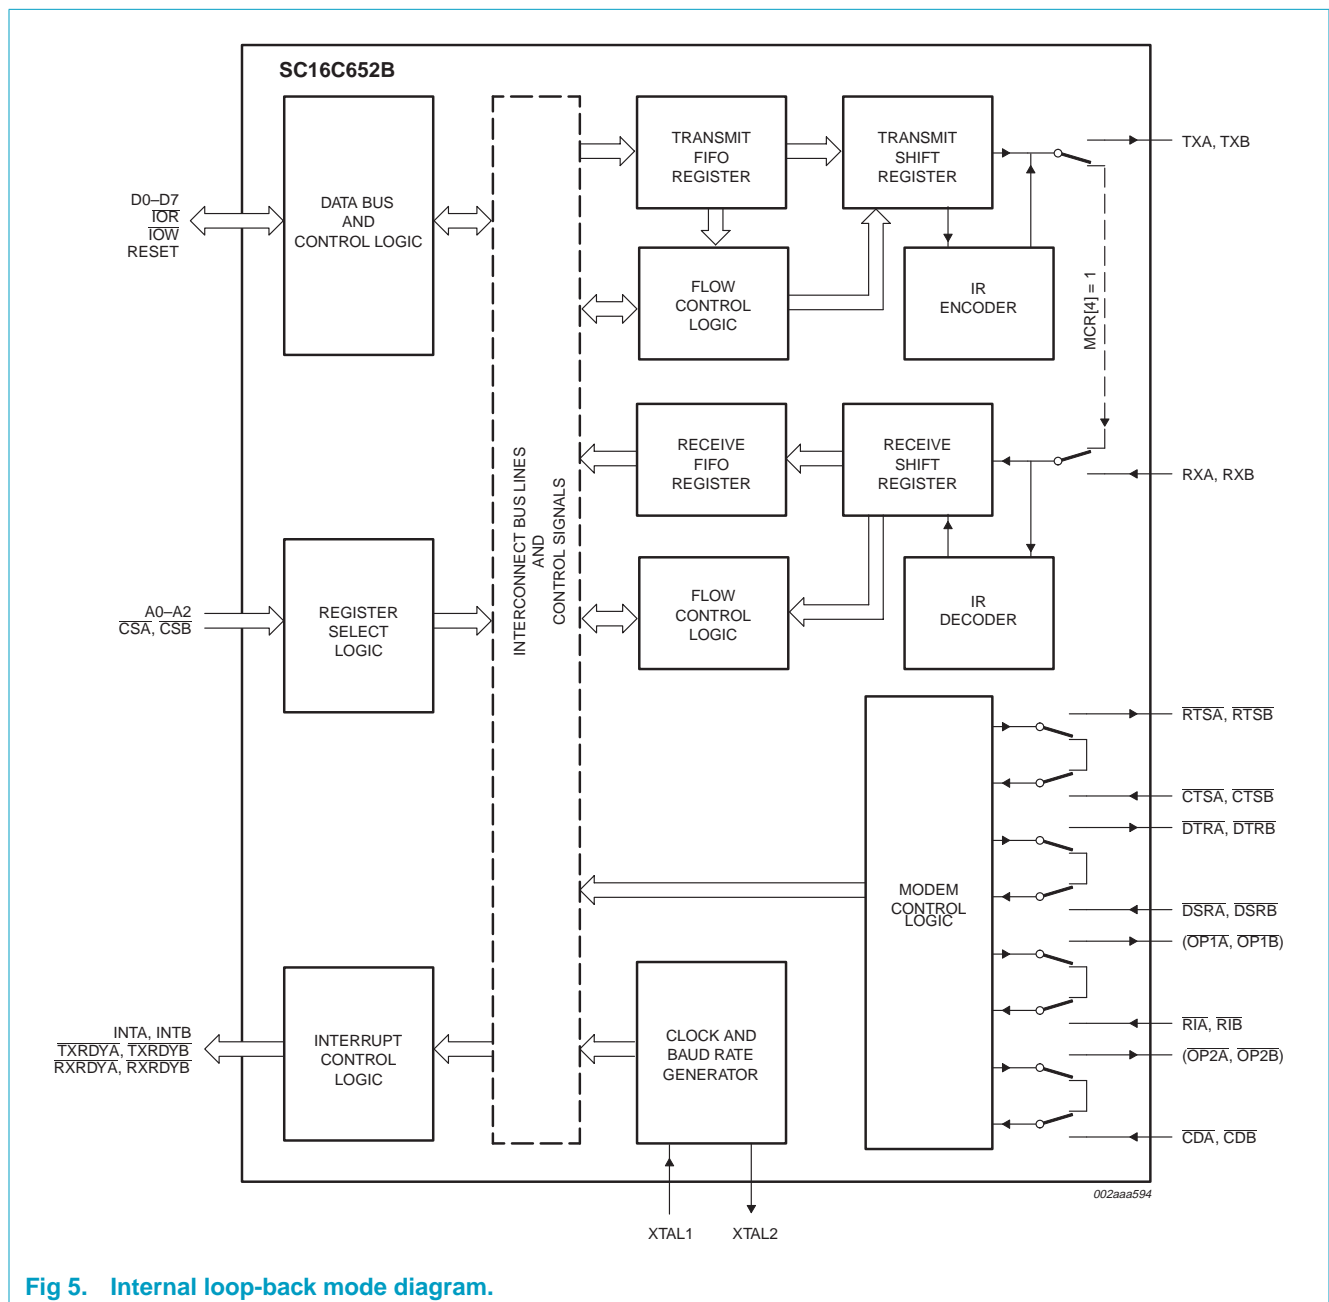 SC16C652B
D0–D7
IOR
IOW
RESET
DATA BUS
AND
CONTROL LOGIC
A0–A2
CSA, CSB
REGISTER
SELECT
LOGIC
INTA, INTB
TXRDYA, TXRDYB
RXRDYA, RXRDYB
INTERRUPT
CONTROL
LOGIC
INTERCONNECT BUS LINES
AND
CONTROL SIGNALS
TRANSMIT
FIFO
REGISTER
TRANSMIT
SHIFT
REGISTER
FLOW
CONTROL
LOGIC
IR
ENCODER
MCR[4] = 1
TXA, TXB
RECEIVE
FIFO
REGISTER
RECEIVE
SHIFT
REGISTER
FLOW
CONTROL
LOGIC
IR
DECODER
RXA, RXB
MODEM
CONTROL
LOGIC
RTSA, RTSB
CTSA, CTSB
DTRA, DTRB
DSRA, DSRB
(OP1A, OP1B)
RIA, RIB
(OP2A, OP2B)
CDA, CDB
CLOCK AND
BAUD RATE
GENERATOR
XTAL1
XTAL2
002aaa594
Fig 5. Internal loop-back mode diagram.